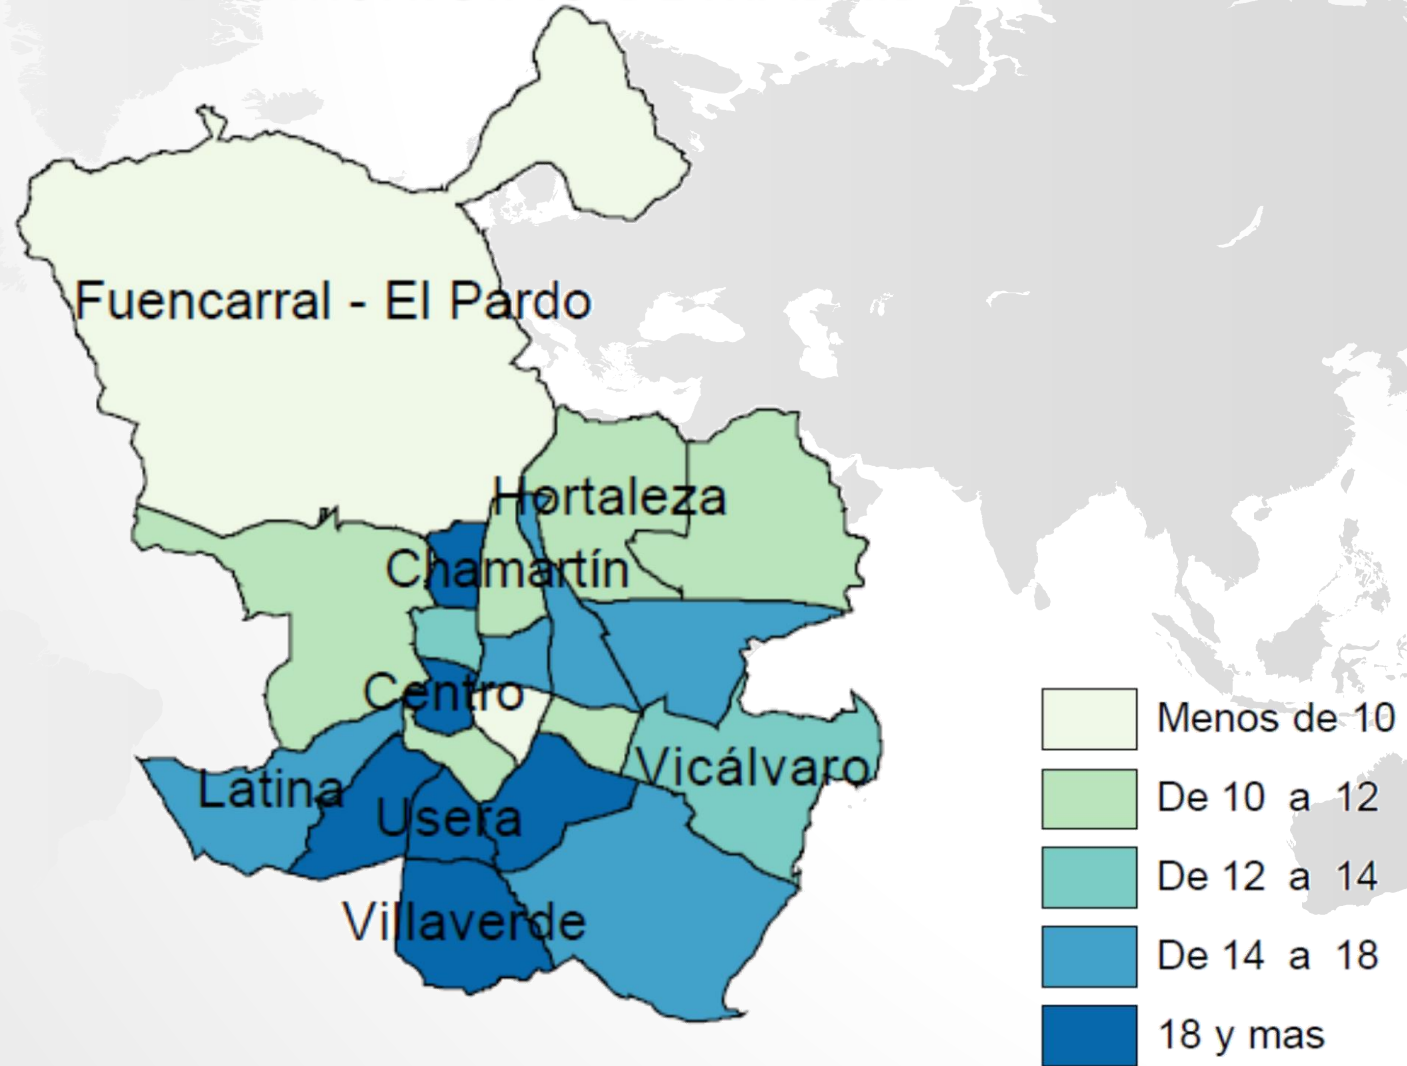 Fuencarral - El Pardo
Hortaleza
Chamartín
Centro
Vicálvaro
Latina
Usera
Villaverde
Menos de 10
De 10 a 12
De 12 a 14
De 14 a 18
18 y mas